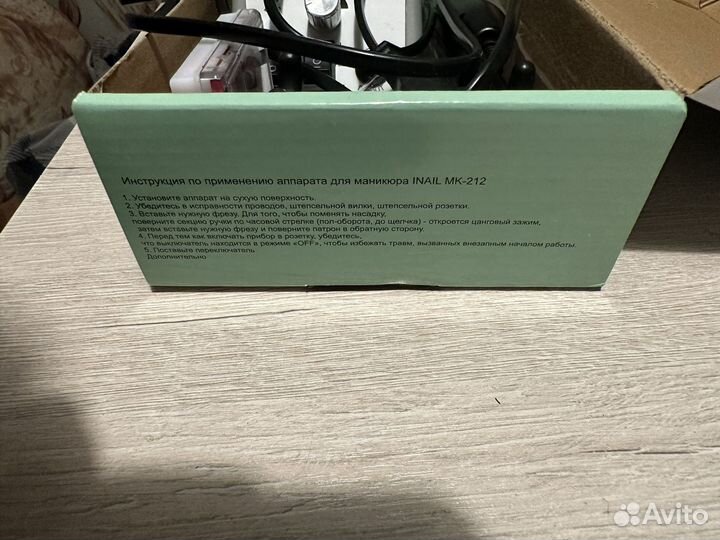 Инструкция по применению аппарата для маникюра INAIL MK-212
1. Установите аппарат на сухую поверхность.
2. Убедитесь в исправности проводов, штепсельной вилки, штепсельной розетки.
3. Вставьте нужную фрезу. Для того, чтобы поменять насадку,
поверните секцию ручки по часовой стрелке (пол-оборота, до щелчка) - откроется цанговый зажим,
затем вставьте нужную фрезу и поверните патрон в обратную сторону.
4. Перед тем как включать прибор в розетку, убедитесь,
что выключатель находится в режиме «OFF», чтобы избежать травм, вызванных внезапным началом работы.
5. Поставьте переключатель
Дополнительно
Avito